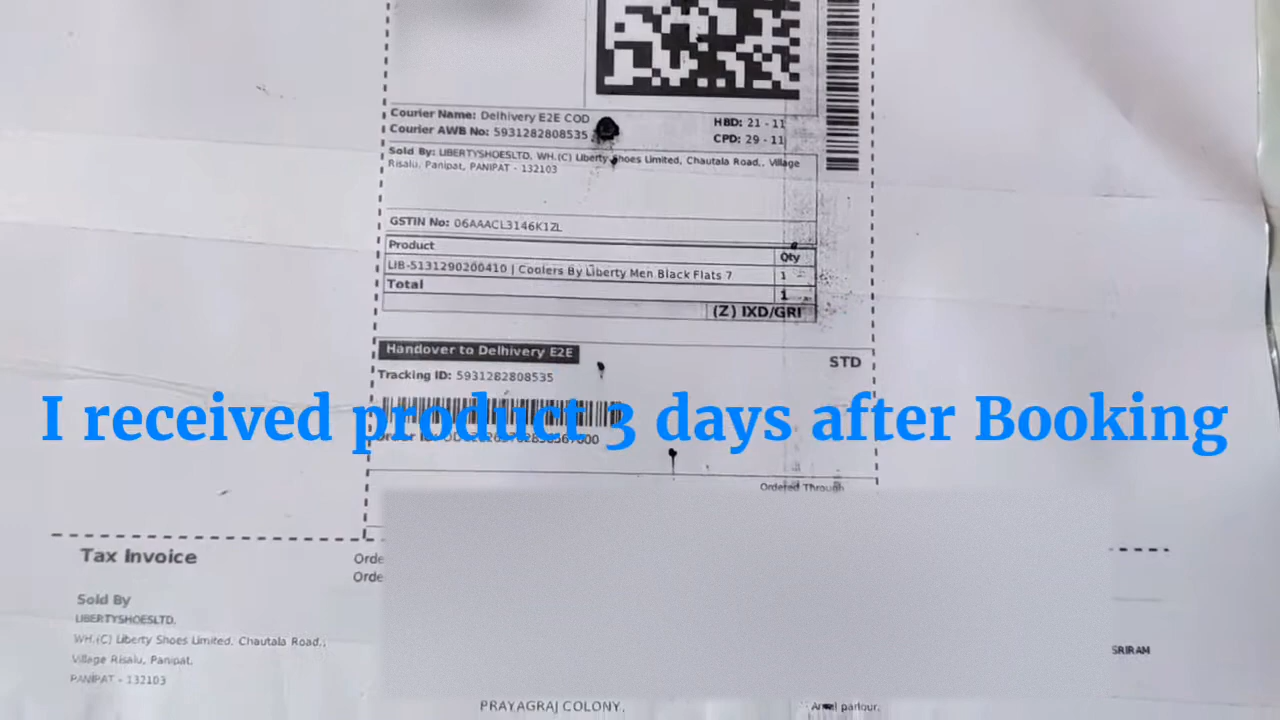 Courier Name: Delhivery E2E COD
HBD: 21 - 11
Courier AWB No: 5931282808535
CPD: 29 - 11
Sold By: LIBERTYSHOESLTD, WH.(C) Liberty Shoes Limited, Chautala Road,, Village
Risalu, Panipat, PANIPAT - 132103
GSTIN No: 06AAACL3146K1ZL
Product Qty
LIB-5131290200410 | Coolers By Liberty Men Black Flats 7 1
Total 1
(Z) IXD/GRI
Handover to Delhivery E2E
STD
Tracking ID: 5931282808535
I received product 3 days after Booking
Ordered Through
Tax Invoice
Orde
Orde
Sold By
LIBERTYSHOESLTD,
WH.(C) Liberty Shoes Limited, Chautala Road,,
Village Risalu, Panipat,
SRIRAM
PANIPAT - 132103
PRAYAGRAJ COLONY,
parlour,